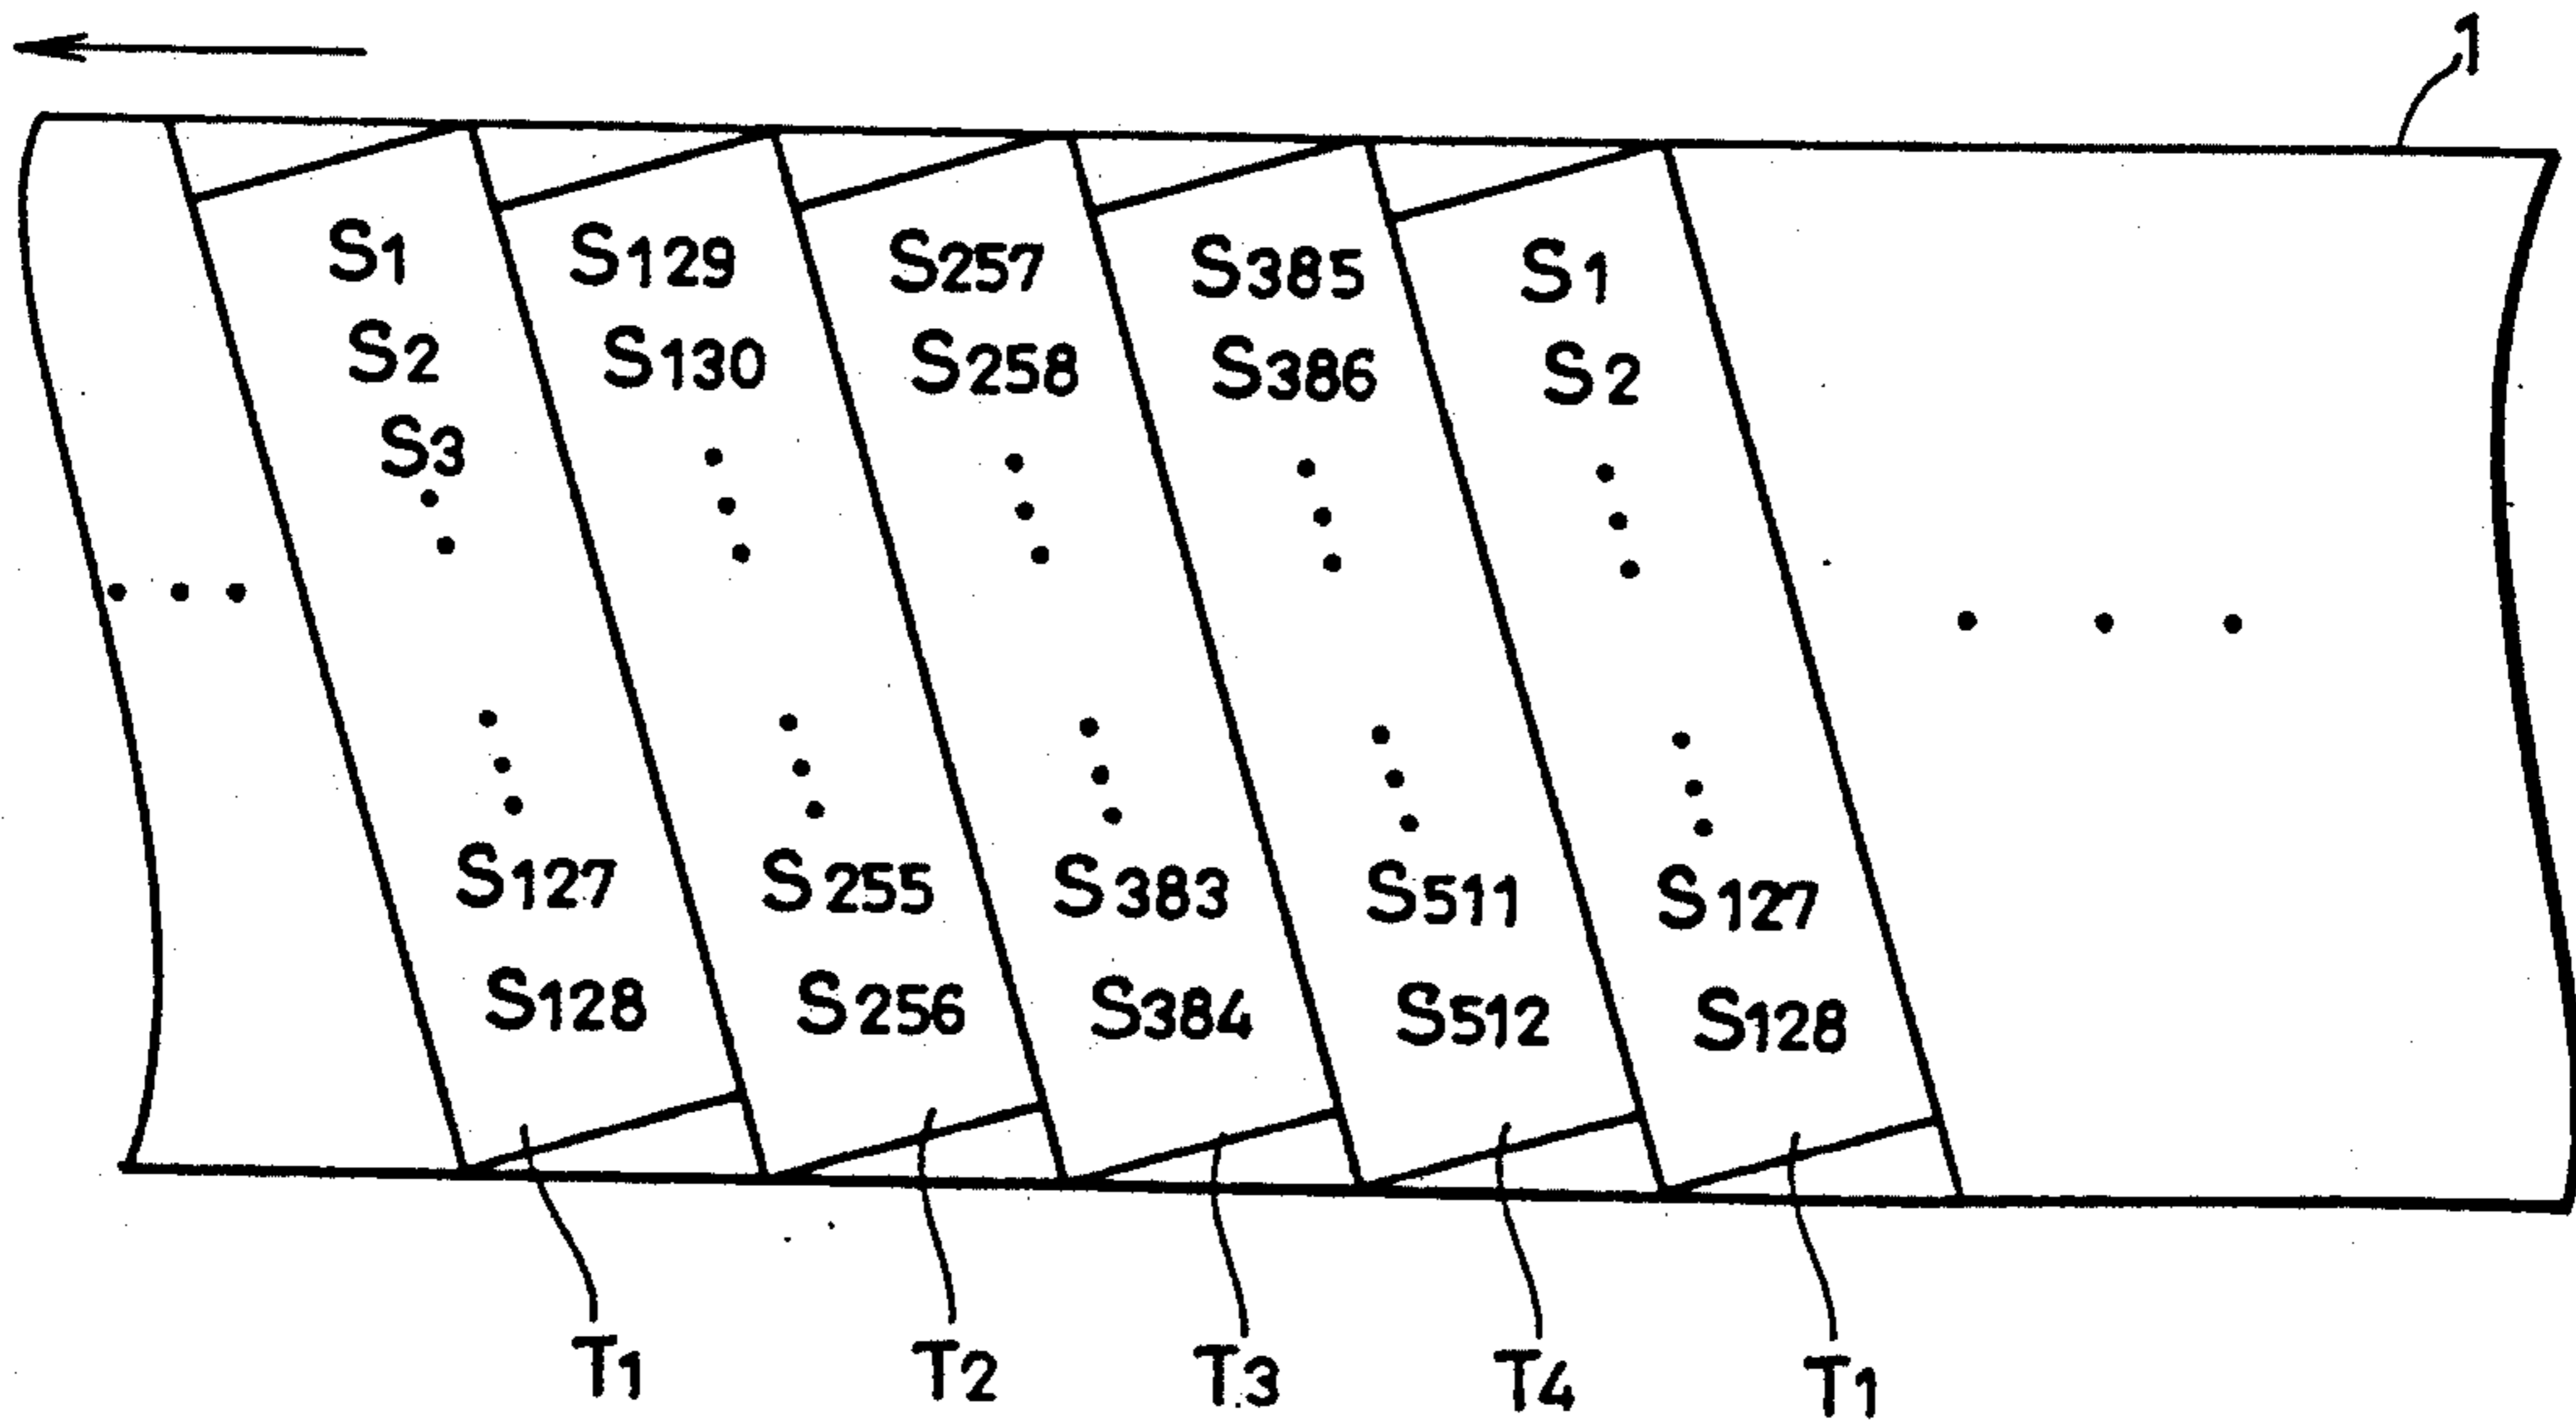 1
S1
S2
S3
S127
S128
S129
S130
S255
S256
S257
S258
S383
S384
S385
S386
S511
S512
S1
S2
S127
S128
T1 T2 T3 T4 T1